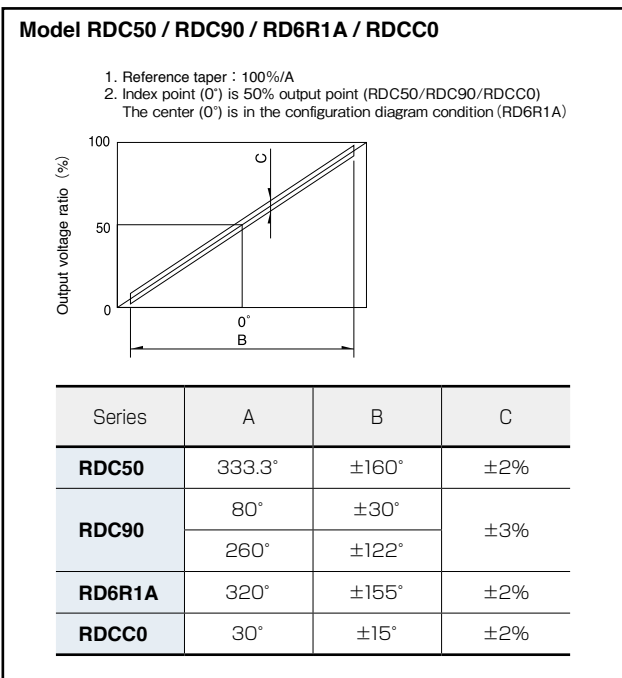 Model RDC50 / RDC90 / RD6R1A / RDCC0
1. Reference taper : 100%/A
2. Index point (0°) is 50% output point (RDC50/RDC90/RDCC0)
The center (0°) is in the configuration diagram condition (RD6R1A)
Output voltage ratio (%)
100
50
0
C
0°
B
Series A B C
RDC50 333.3° ±160° ±2%
RDC90 80° ±30° ±3%
260° ±122°
RD6R1A 320° ±155° ±2%
RDCC0 30° ±15° ±2%